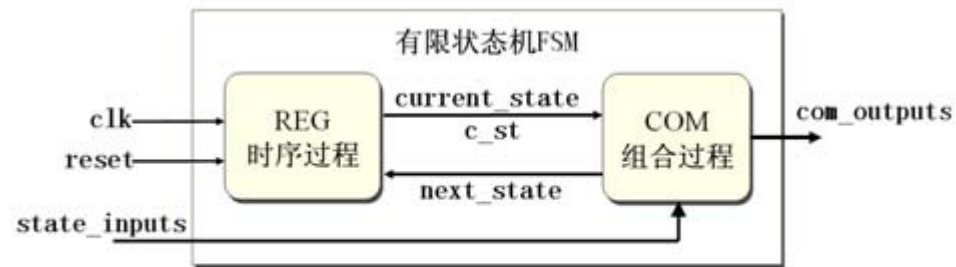 有限状态机FSM
clk
reset
state_inputs
REG
时序过程
current_state
c_st
next_state
COM
组合过程
com_outputs